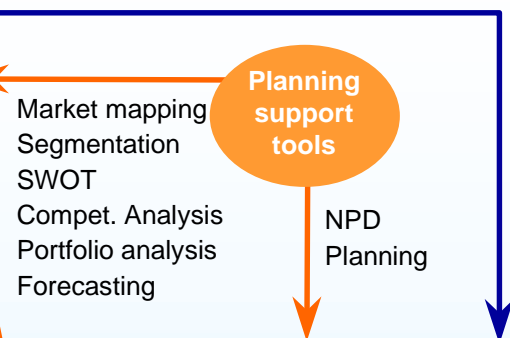 Planning
support
tools
Market mapping
Segmentation
SWOT
Compet. Analysis
Portfolio analysis
Forecasting
NPD
Planning